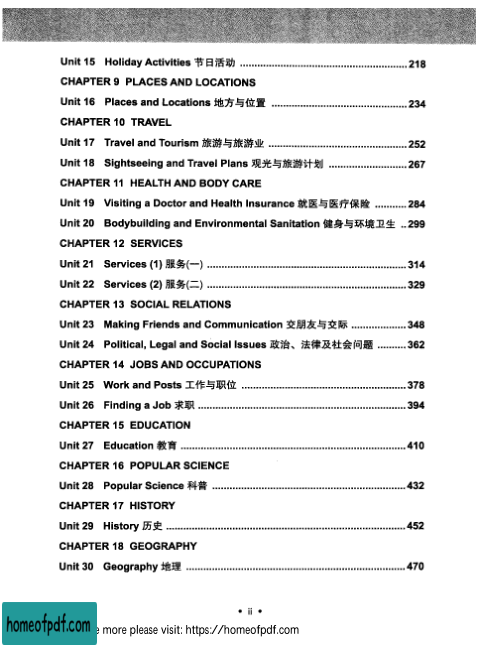 Unit 15 Holiday Activities 节日活动 ........................................................ 218
CHAPTER 9 PLACES AND LOCATIONS
Unit 16 Places and Locations 地方与位置 ............................................. 234
CHAPTER 10 TRAVEL
Unit 17 Travel and Tourism 旅游与旅游业 .............................................. 252
Unit 18 Sightseeing and Travel Plans 观光与旅游计划 .......................... 267
CHAPTER 11 HEALTH AND BODY CARE
Unit 19 Visiting a Doctor and Health Insurance 就医与医疗保险 ........... 284
Unit 20 Bodybuilding and Environmental Sanitation 健身与环境卫生 .. 299
CHAPTER 12 SERVICES
Unit 21 Services (1) 服务(一) ................................................................... 314
Unit 22 Services (2) 服务(二) ................................................................... 329
CHAPTER 13 SOCIAL RELATIONS
Unit 23 Making Friends and Communication 交朋友与交际 .................. 348
Unit 24 Political, Legal and Social Issues 政治、法律及社会问题 .......... 362
CHAPTER 14 JOBS AND OCCUPATIONS
Unit 25 Work and Posts 工作与职位 ....................................................... 378
Unit 26 Finding a Job 求职 ...................................................................... 394
CHAPTER 15 EDUCATION
Unit 27 Education 教育 ............................................................................ 410
CHAPTER 16 POPULAR SCIENCE
Unit 28 Popular Science 科普 ................................................................. 432
CHAPTER 17 HISTORY
Unit 29 History 历史 ................................................................................ 452
CHAPTER 18 GEOGRAPHY
Unit 30 Geography 地理 .......................................................................... 470
• ii •
homeofpdf.com
more please visit: https://homeofpdf.com